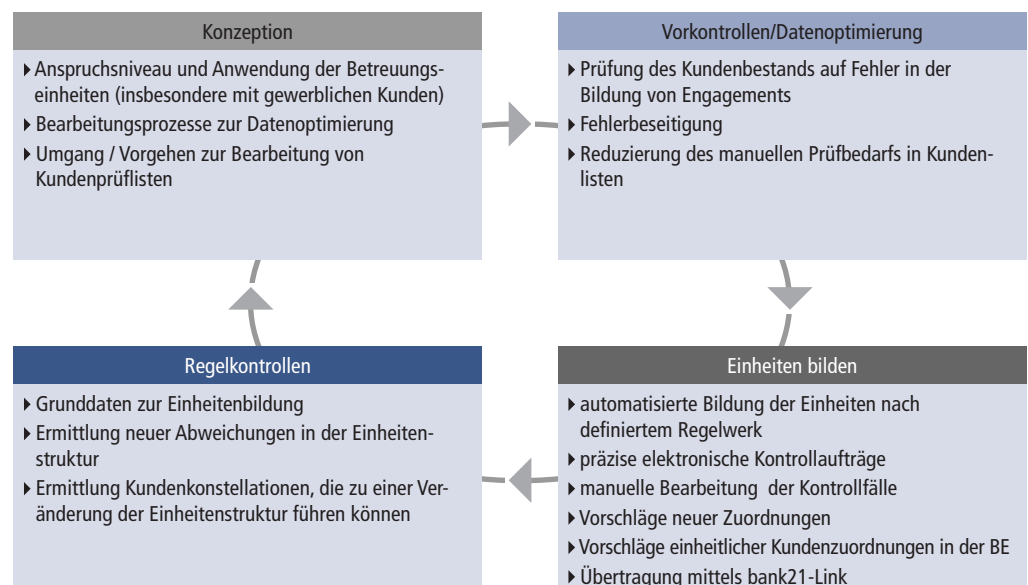 Konzeption
▸ Anspruchsniveau und Anwendung der Betreuungs-
einheiten (insbesondere mit gewerblichen Kunden)
▸ Bearbeitungsprozesse zur Datenoptimierung
▸ Umgang / Vorgehen zur Bearbeitung von
Kundenprüflisten
Vorkontrollen/Datenoptimierung
▸ Prüfung des Kundenbestands auf Fehler in der
Bildung von Engagements
▸ Fehlerbeseitigung
▸ Reduzierung des manuellen Prüfbedarfs in Kunden-
listen
Regelkontrollen
▸ Grunddaten zur Einheitenbildung
▸ Ermittlung neuer Abweichungen in der Einheiten-
struktur
▸ Ermittlung Kundenkonstellationen, die zu einer Ver-
änderung der Einheitenstruktur führen können
Einheiten bilden
▸ automatisierte Bildung der Einheiten nach
definiertem Regelwerk
▸ präzise elektronische Kontrollaufträge
▸ manuelle Bearbeitung der Kontrollfälle
▸ Vorschläge neuer Zuordnungen
▸ Vorschläge einheitlicher Kundenzuordnungen in der BE
▸ Übertragung mittels bank21-Link